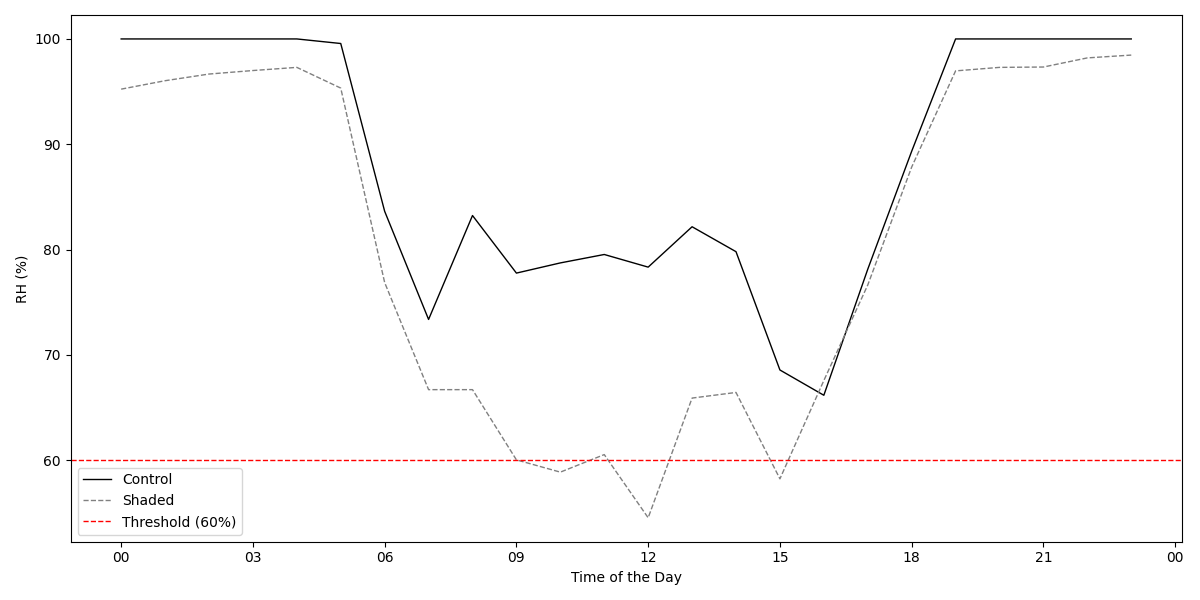 100
90
80
70
60
RH (%)
Control
Shaded
Threshold (60%)
00 03 06 09 12 15 18 21 00
Time of the Day